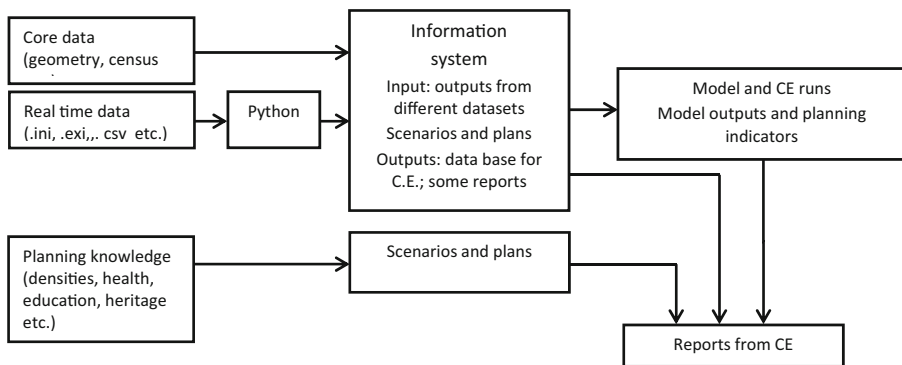 Core data
(geometry, census
Real time data
(.ini, .exi,,. csv etc.)
Python
Information
system
Input: outputs from
different datasets
Scenarios and plans
Outputs: data base for
C.E.; some reports
Model and CE runs
Model outputs and planning
indicators
Planning knowledge
(densities, health,
education, heritage
etc.)
Scenarios and plans
Reports from CE